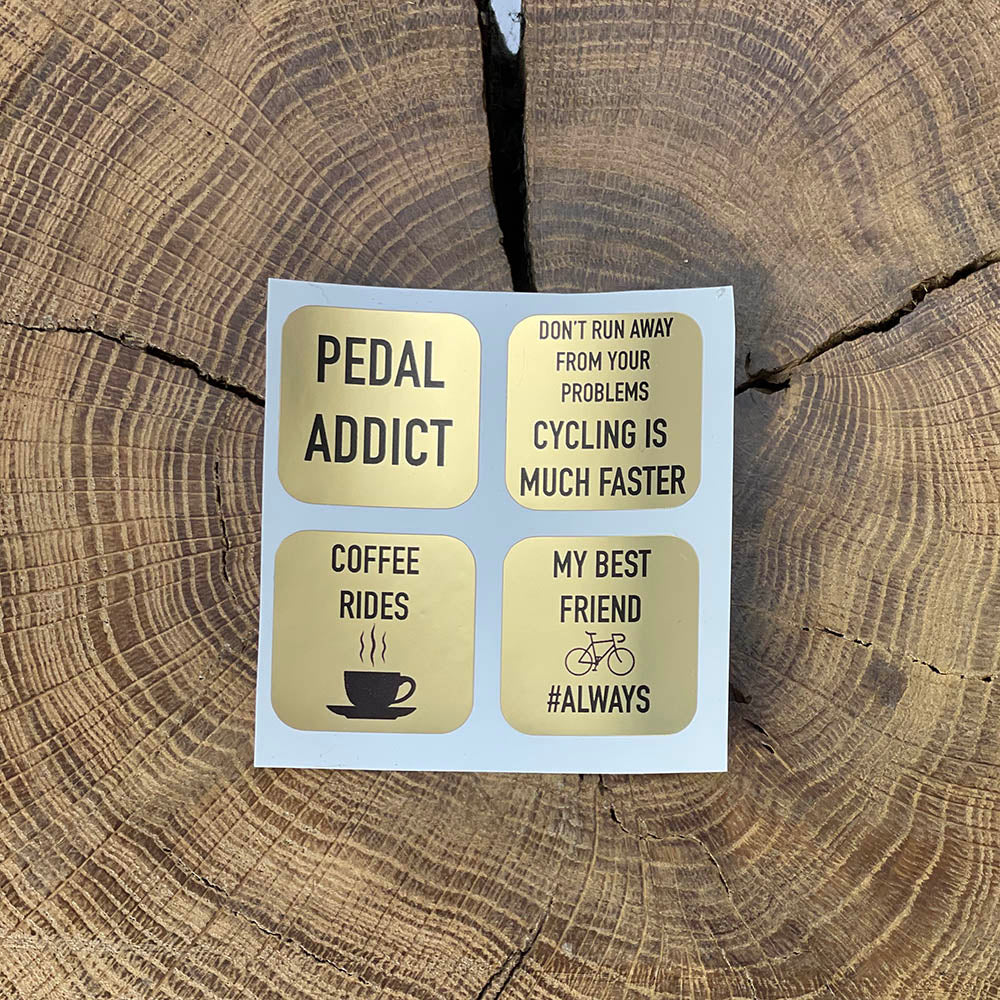 PEDAL
ADDICT
DON'T RUN AWAY
FROM YOUR
PROBLEMS
CYCLING IS
MUCH FASTER
COFFEE
RIDES
MY BEST
FRIEND
#ALWAYS